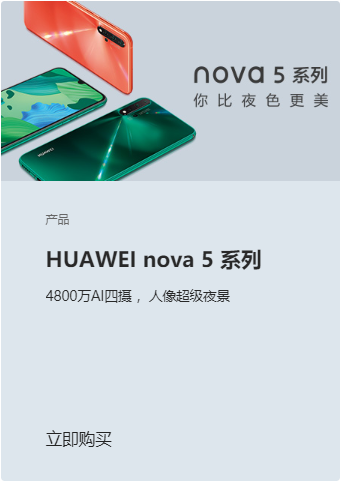 nova 5 系列
你比夜色更美
HUAWEI
产品
HUAWEI nova 5 系列
4800万AI四摄，人像超级夜景
立即购买